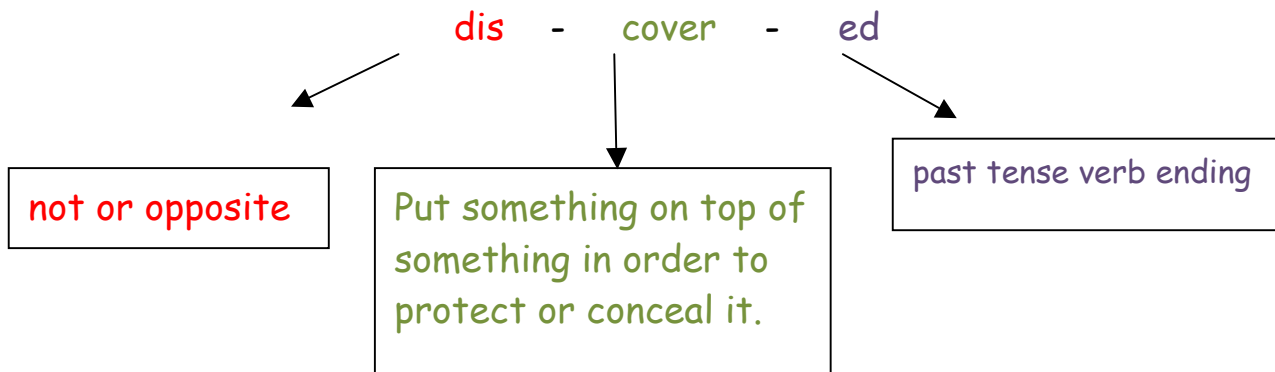 dis - cover - ed
not or opposite
Put something on top of
something in order to
protect or conceal it.
past tense verb ending